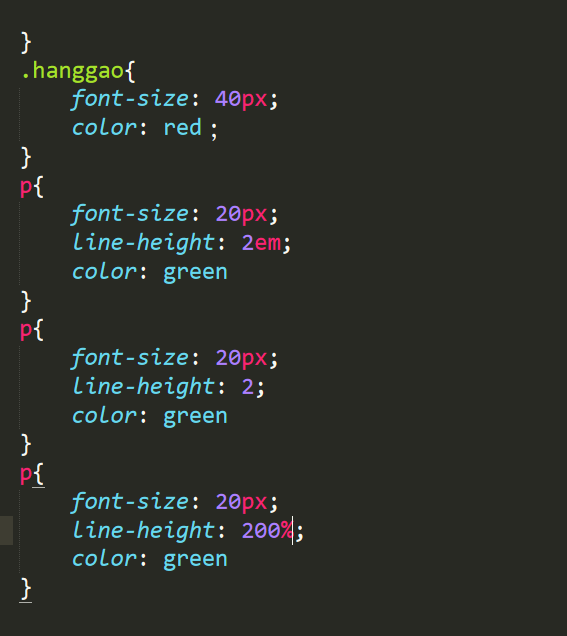 }
.hanggao{
    font-size: 40px;
    color: red；
}
p{
    font-size: 20px;
    line-height: 2em;
    color: green
}
p{
    font-size: 20px;
    line-height: 2;
    color: green
}
p{
    font-size: 20px;
    line-height: 200%;
    color: green
}